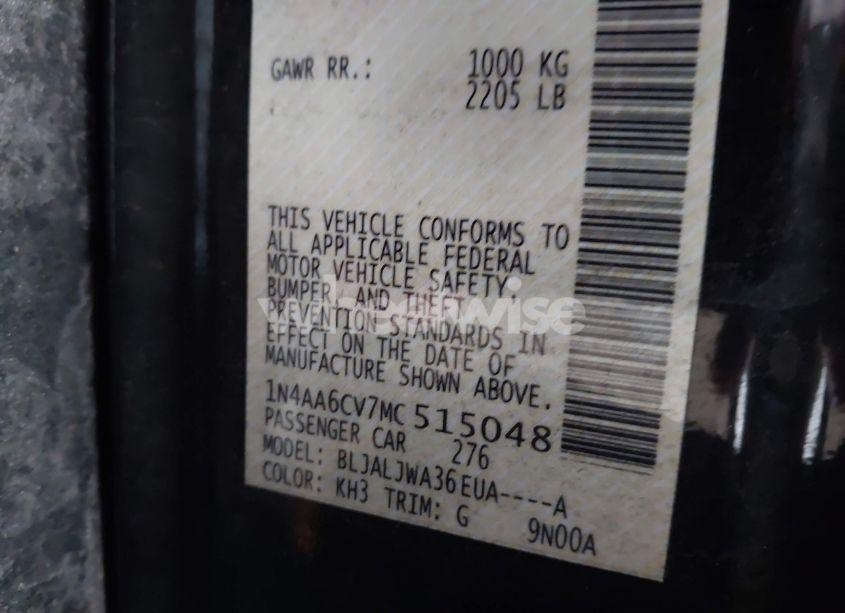 GAWR RR.: 1000 KG
2205 LB
THIS VEHICLE CONFORMS TO
ALL APPLICABLE FEDERAL
MOTOR VEHICLE SAFETY,
BUMPER, AND THEFT
PREVENTION STANDARDS IN
EFFECT ON THE DATE OF
MANUFACTURE SHOWN ABOVE.
1N4AA6CV7MC515048
PASSENGER CAR 276
MODEL: BLJALJWA36EUA----A
COLOR: KH3 TRIM: G 9N00A